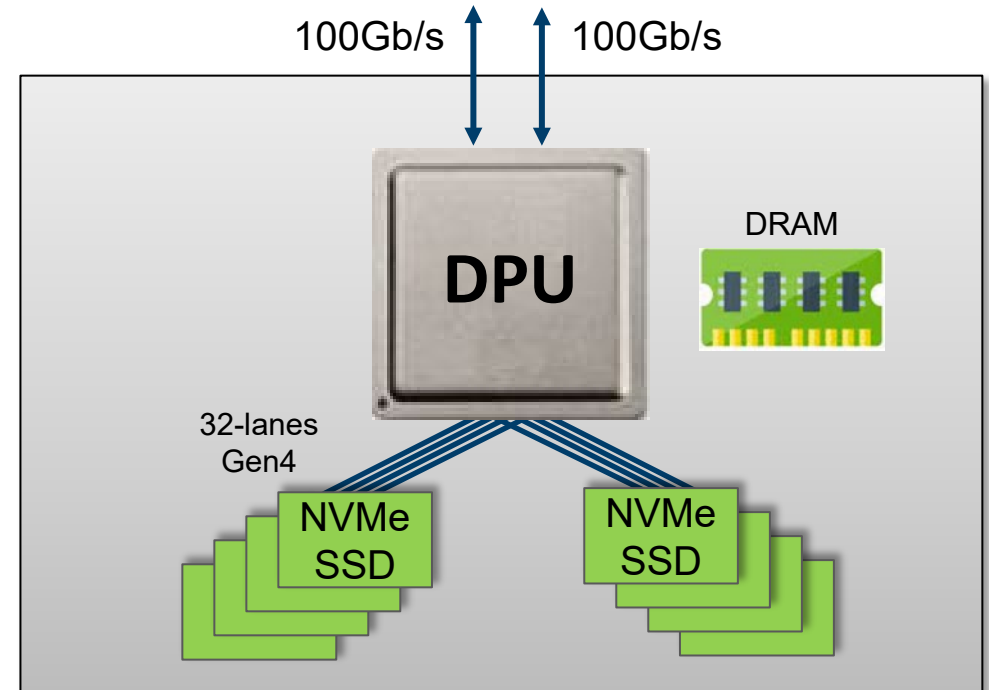 100Gb/s 100Gb/s
DPU
DRAM
32-lanes
Gen4
NVMe
SSD
NVMe
SSD